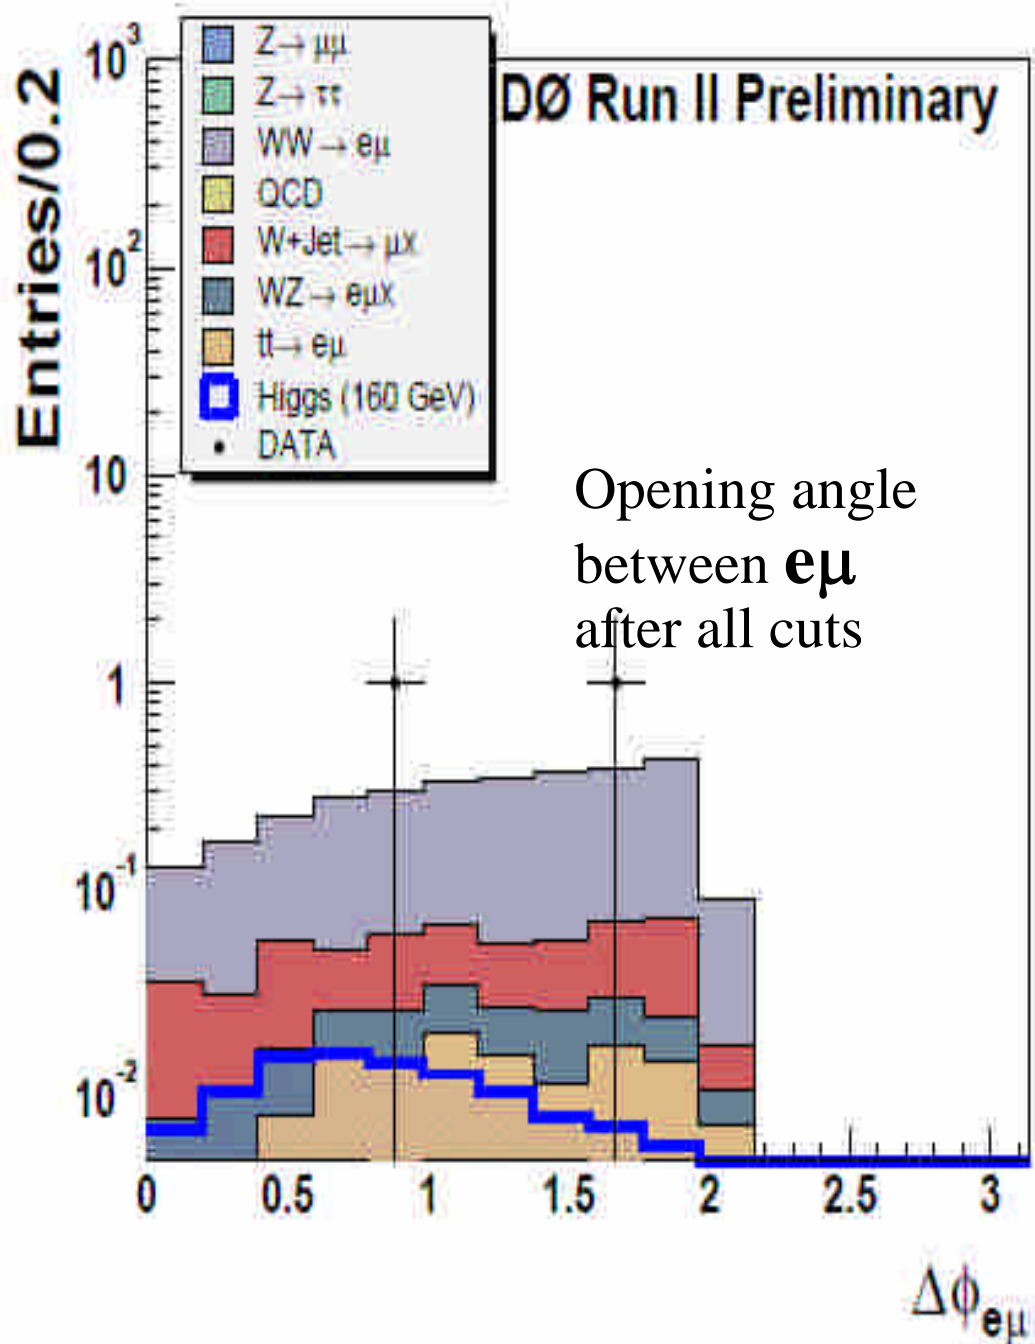 Z→ μμ
Z→ ττ
WW→ eμ
QCD
W+Jet→ μx
WZ→ eμx
tt→ eμ
Higgs (160 GeV)
DATA
DØ Run II Preliminary
Entries/0.2
10³
10²
10
1
10⁻¹
10⁻²
Opening angle
between eμ
after all cuts
0 0.5 1 1.5 2 2.5 3
Δϕeμ